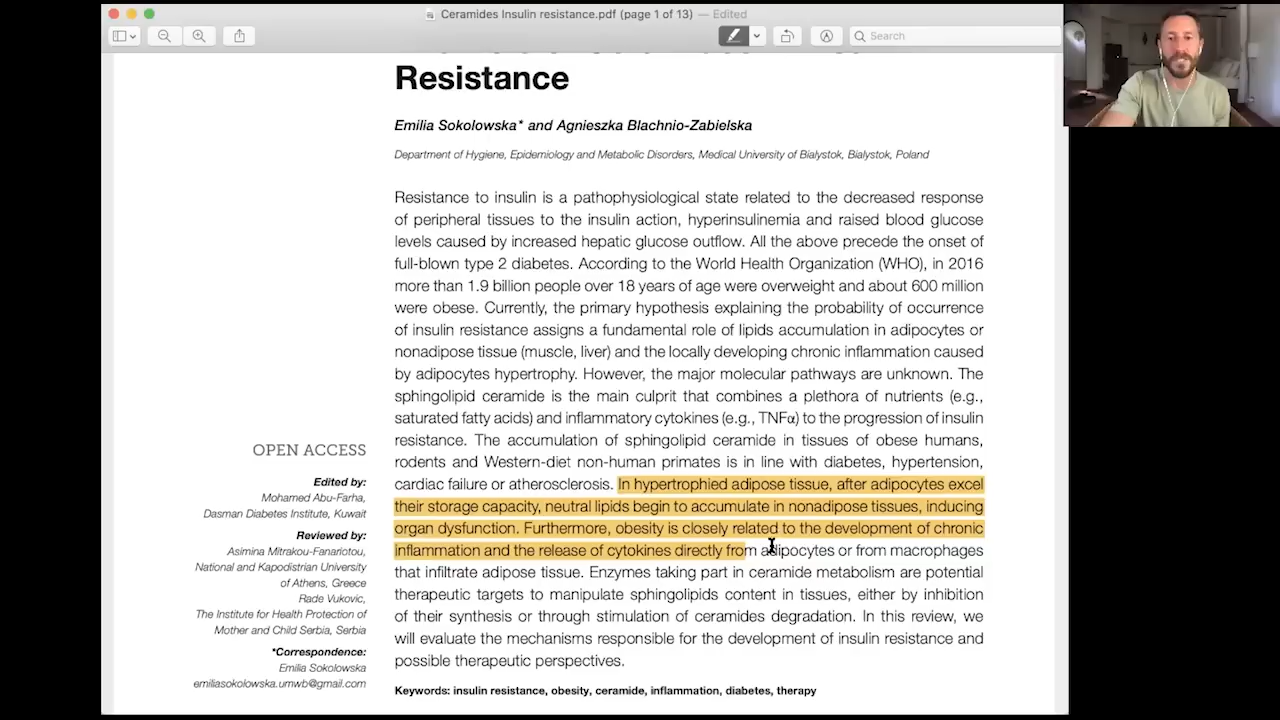 Ceramides Insulin resistance.pdf (page 1 of 13) — Edited
Search
Resistance
Emilia Sokolowska* and Agnieszka Blachnio-Zabielska
Department of Hygiene, Epidemiology and Metabolic Disorders, Medical University of Bialystok, Bialystok, Poland
Resistance to insulin is a pathophysiological state related to the decreased response
of peripheral tissues to the insulin action, hyperinsulinemia and raised blood glucose
levels caused by increased hepatic glucose outflow. All the above precede the onset of
full-blown type 2 diabetes. According to the World Health Organization (WHO), in 2016
more than 1.9 billion people over 18 years of age were overweight and about 600 million
were obese. Currently, the primary hypothesis explaining the probability of occurrence
of insulin resistance assigns a fundamental role of lipids accumulation in adipocytes or
nonadipose tissue (muscle, liver) and the locally developing chronic inflammation caused
by adipocytes hypertrophy. However, the major molecular pathways are unknown. The
sphingolipid ceramide is the main culprit that combines a plethora of nutrients (e.g.,
saturated fatty acids) and inflammatory cytokines (e.g., TNFα) to the progression of insulin
resistance. The accumulation of sphingolipid ceramide in tissues of obese humans,
rodents and Western-diet non-human primates is in line with diabetes, hypertension,
cardiac failure or atherosclerosis. In hypertrophied adipose tissue, after adipocytes excel
their storage capacity, neutral lipids begin to accumulate in nonadipose tissues, inducing
organ dysfunction. Furthermore, obesity is closely related to the development of chronic
inflammation and the release of cytokines directly from adipocytes or from macrophages
that infiltrate adipose tissue. Enzymes taking part in ceramide metabolism are potential
therapeutic targets to manipulate sphingolipids content in tissues, either by inhibition
of their synthesis or through stimulation of ceramides degradation. In this review, we
will evaluate the mechanisms responsible for the development of insulin resistance and
possible therapeutic perspectives.
Keywords: insulin resistance, obesity, ceramide, inflammation, diabetes, therapy
OPEN ACCESS
Edited by:
Mohamed Abu-Farha,
Dasman Diabetes Institute, Kuwait
Reviewed by:
Asimina Mitrakou-Fanariotou,
National and Kapodistrian University
of Athens, Greece
Rade Vukovic,
The Institute for Health Protection of
Mother and Child Serbia, Serbia
*Correspondence:
Emilia Sokolowska
emiliasokolowska.umwb@gmail.com